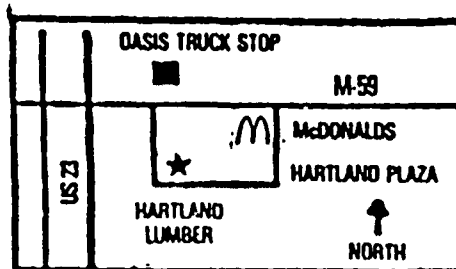 OASIS TRUCK STOP
M-59
McDONALDS
US 23
HARTLAND PLAZA
HARTLAND
LUMBER
NORTH